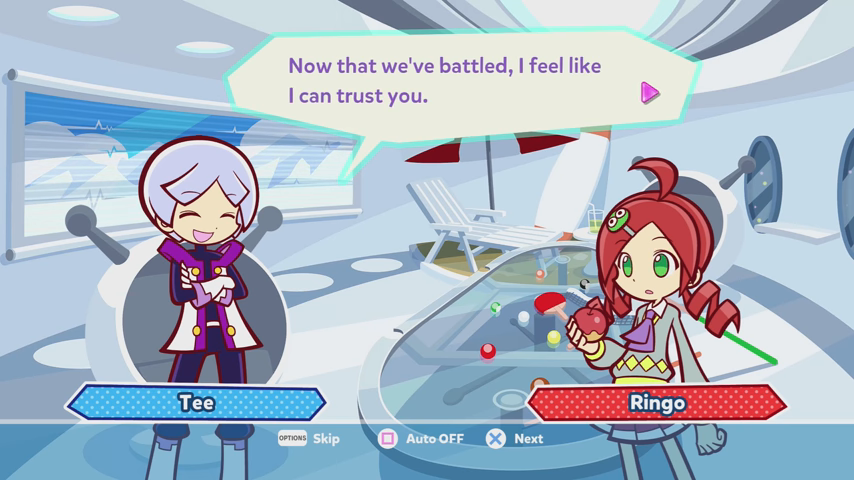 Now that we've battled, I feel like
I can trust you.
Tee
Ringo
OPTIONS Skip Auto OFF Next